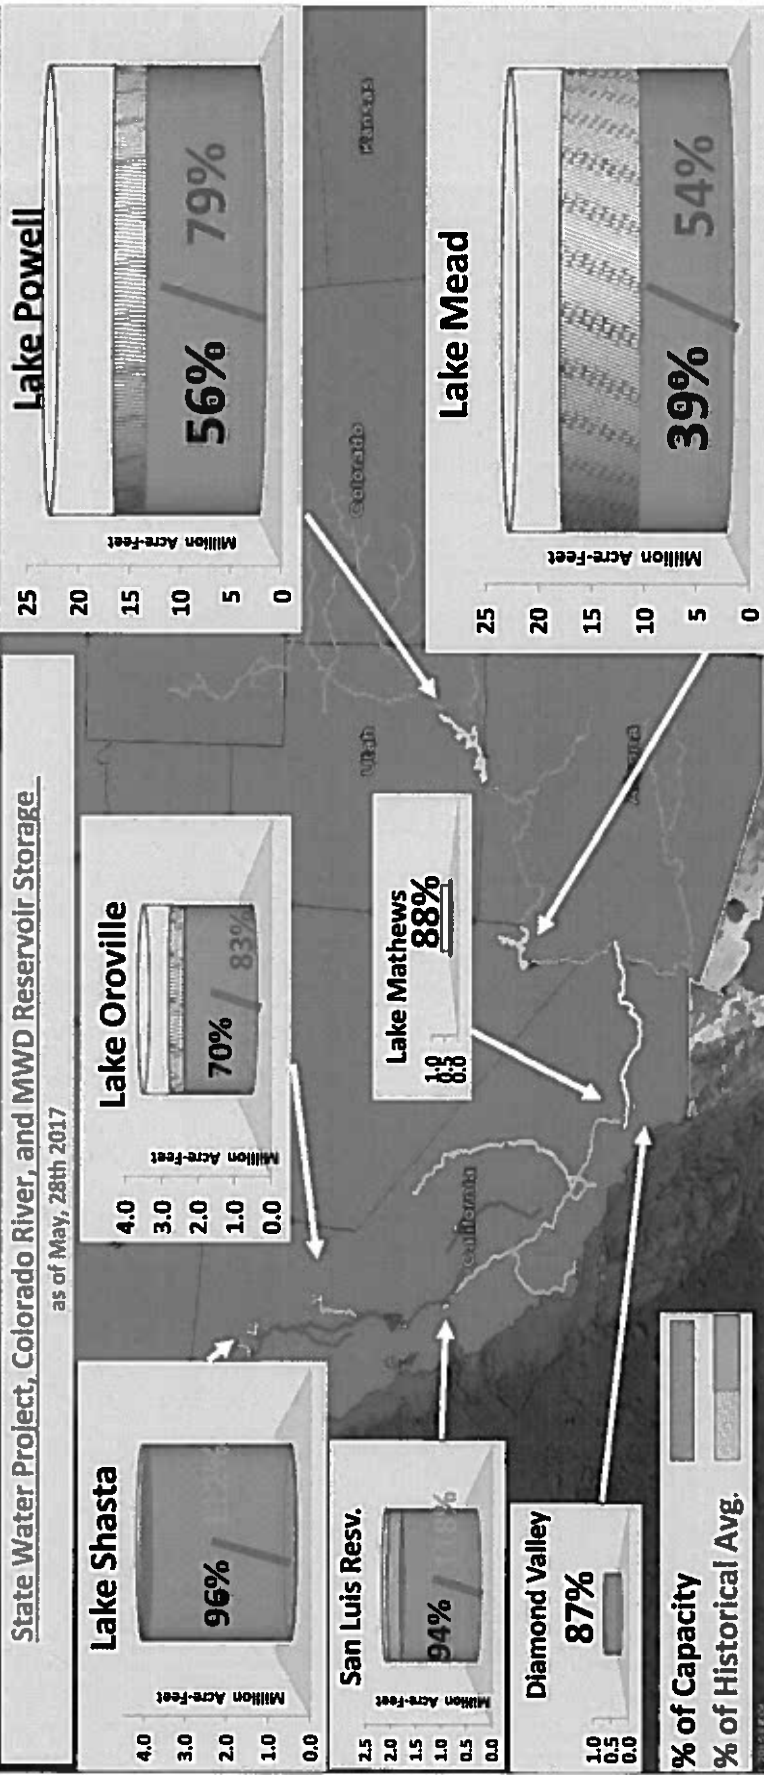 State Water Project, Colorado River, and MWD Reservoir Storage
as of May, 28th 2017
Lake Shasta
Million Acre-Feet
4.0
3.0
2.0
1.0
0.0
96%
Lake Oroville
Million Acre-Feet
4.0
3.0
2.0
1.0
0.0
70% / 83%
Lake Powell
Million Acre-Feet
25
20
15
10
5
0
56% / 79%
San Luis Resv.
Million Acre-Feet
2.5
2.0
1.5
1.0
0.5
0.0
94%
Lake Mathews
1.0
0.5
0.0
88%
Lake Mead
Million Acre-Feet
25
20
15
10
5
0
39% / 54%
Diamond Valley
1.0
0.5
0.0
87%
Utah
Colorado
Kansas
California
% of Capacity
% of Historical Avg.